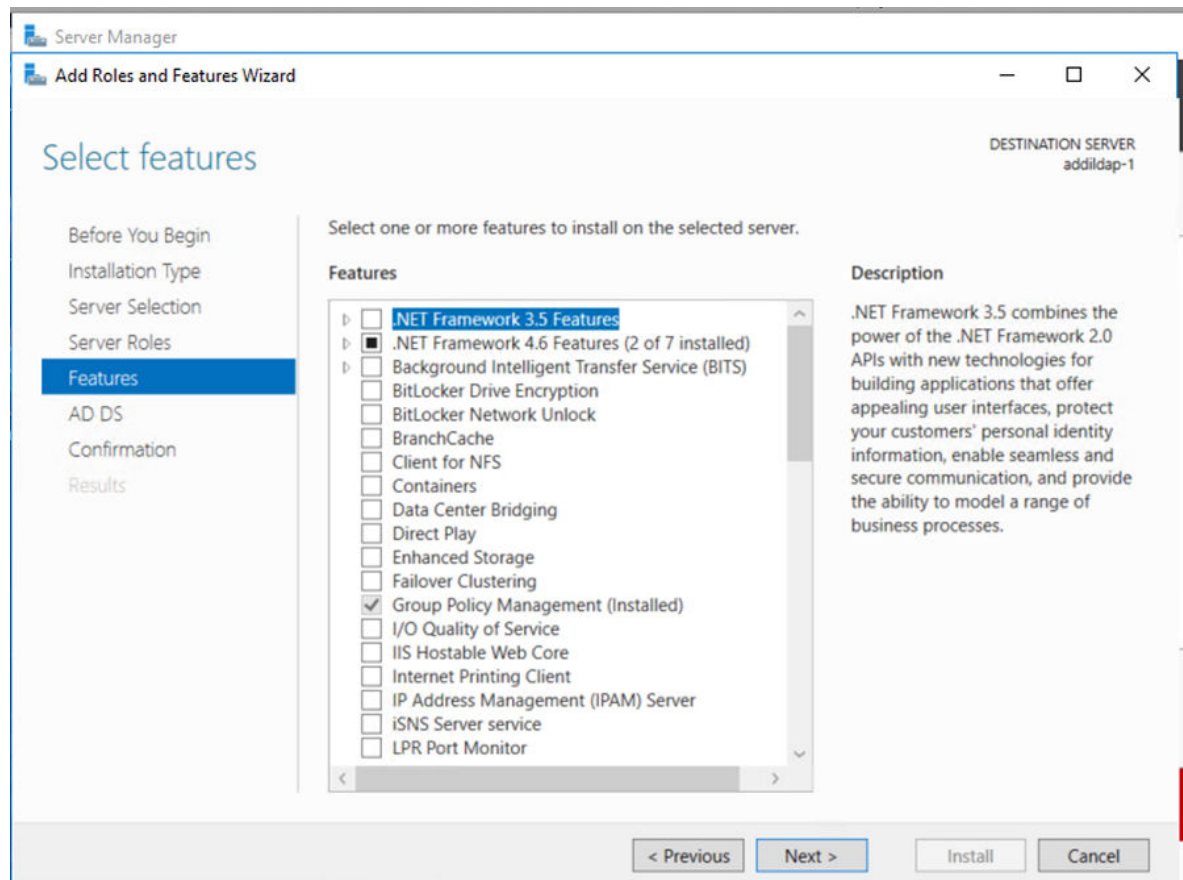 Server Manager
Add Roles and Features Wizard
Select features
DESTINATION SERVER
addildap-1
Before You Begin
Installation Type
Server Selection
Server Roles
Features
AD DS
Confirmation
Results
Select one or more features to install on the selected server.
Features
.NET Framework 3.5 Features
.NET Framework 4.6 Features (2 of 7 installed)
Background Intelligent Transfer Service (BITS)
BitLocker Drive Encryption
BitLocker Network Unlock
BranchCache
Client for NFS
Containers
Data Center Bridging
Direct Play
Enhanced Storage
Failover Clustering
Group Policy Management (Installed)
I/O Quality of Service
IIS Hostable Web Core
Internet Printing Client
IP Address Management (IPAM) Server
iSNS Server service
LPR Port Monitor
Description
.NET Framework 3.5 combines the
power of the .NET Framework 2.0
APIs with new technologies for
building applications that offer
appealing user interfaces, protect
your customers' personal identity
information, enable seamless and
secure communication, and provide
the ability to model a range of
business processes.
< Previous
Next >
Install
Cancel